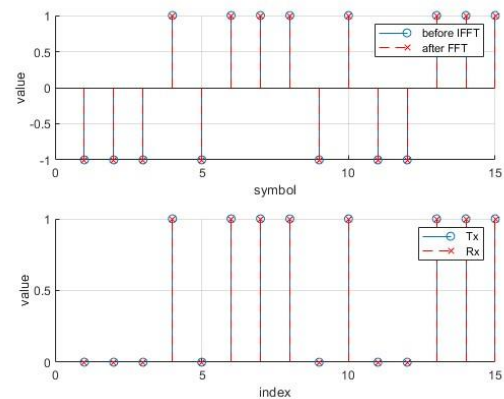 1
0.5
0
-0.5
-1
value
0
5
10
15
symbol
before IFFT
after FFT
1
0.5
0
value
0
5
10
15
index
Tx
Rx